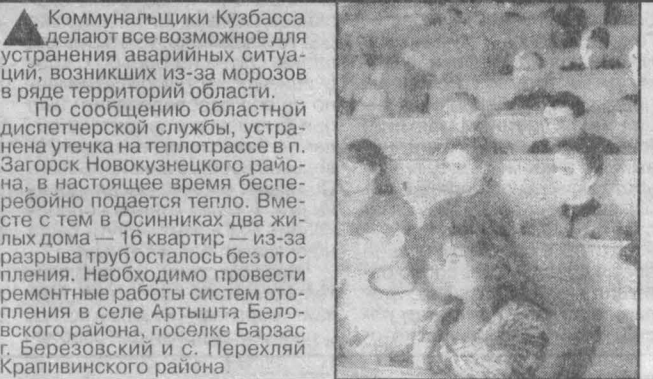 Коммунальщики Кузбасса
делают все возможное для
устранения аварийных ситуа-
ций, возникших из-за морозов
в ряде территорий области.
По сообщению областной
диспетчерской службы, устра-
нена утечка на теплотрассе в п.
Загорск Новокузнецкого райо-
на, в настоящее время беспе-
ребойно подается тепло. Вме-
сте с тем в Осинниках два жи-
лых дома — 16 квартир — из-за
разрыва труб осталось без ото-
пления. Необходимо провести
ремонтные работы систем ото-
пления в селе Артышта Бело-
вского района, поселке Барзас
г. Березовский и с. Перехляй
Крапивинского района